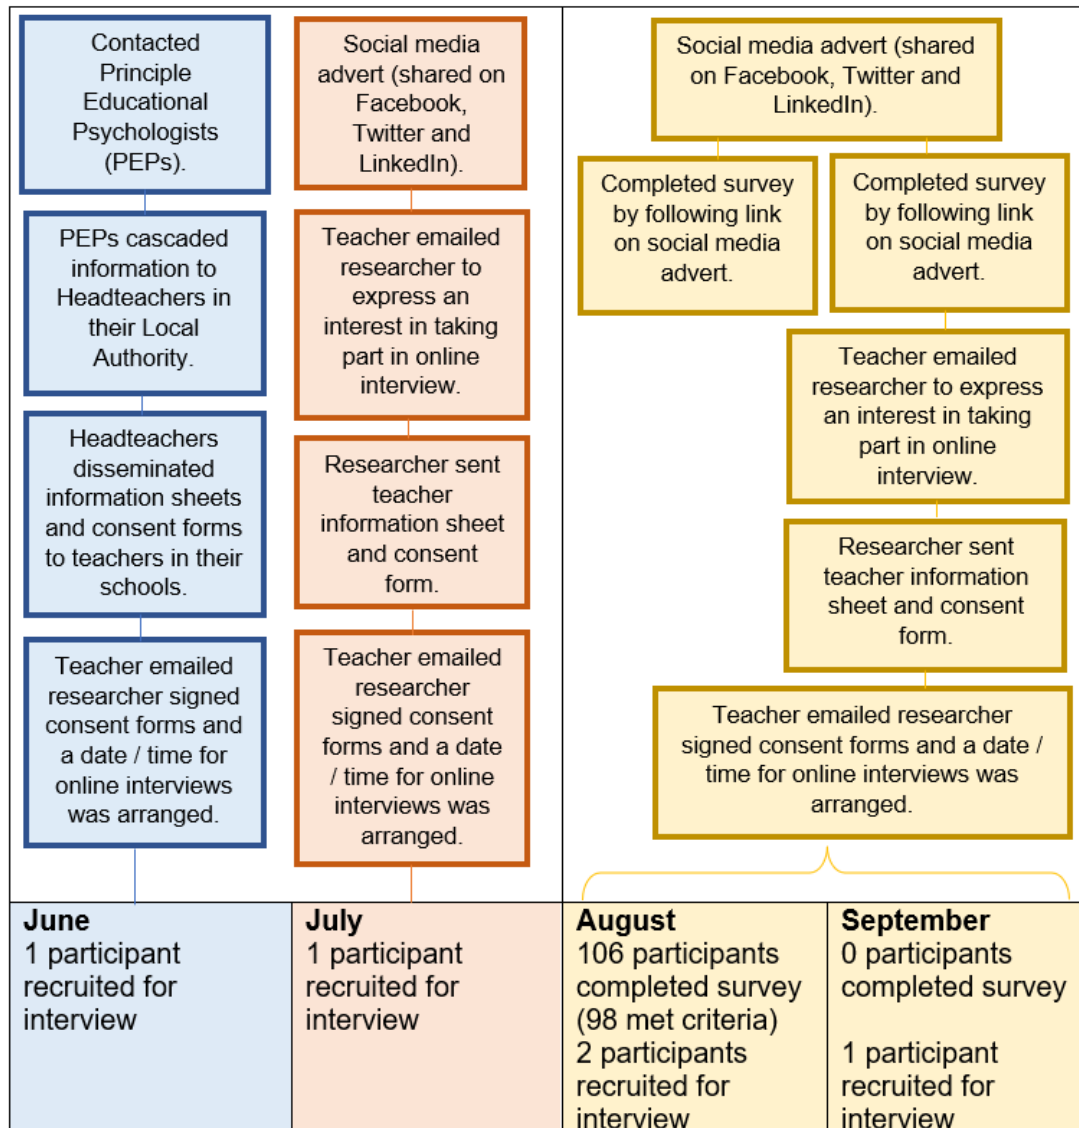 Contacted
Principle
Educational
Psychologists
(PEPs).
PEPs cascaded
information to
Headteachers in
their Local
Authority.
Headteachers
disseminated
information sheets
and consent forms
to teachers in their
schools.
Teacher emailed
researcher signed
consent forms and
a date / time for
online interviews
was arranged.
Social media
advert (shared on
Facebook,
Twitter and
LinkedIn).
Teacher emailed
researcher to
express an
interest in taking
part in online
interview.
Researcher sent
teacher
information sheet
and consent
form.
Teacher emailed
researcher
signed consent
forms and a date
/ time for online
interviews was
arranged.
Social media advert (shared
on Facebook, Twitter and
LinkedIn).
Completed survey
by following link
on social media
advert.
Completed survey
by following link
on social media
advert.
Teacher emailed
researcher to express
an interest in taking
part in online
interview.
Researcher sent
teacher information
sheet and consent
form.
Teacher emailed researcher
signed consent forms and a date /
time for online interviews was
arranged.
June
1 participant
recruited for
interview
July
1 participant
recruited for
interview
August
106 participants
completed survey
(98 met criteria)
2 participants
recruited for
interview
September
0 participants
completed survey
1 participant
recruited for
interview